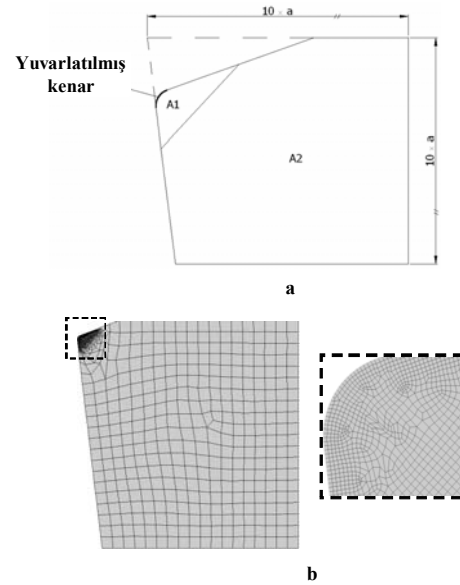 10 . a
Yuvarlatılmış
kenar
A1
A2
10 . a
a
b